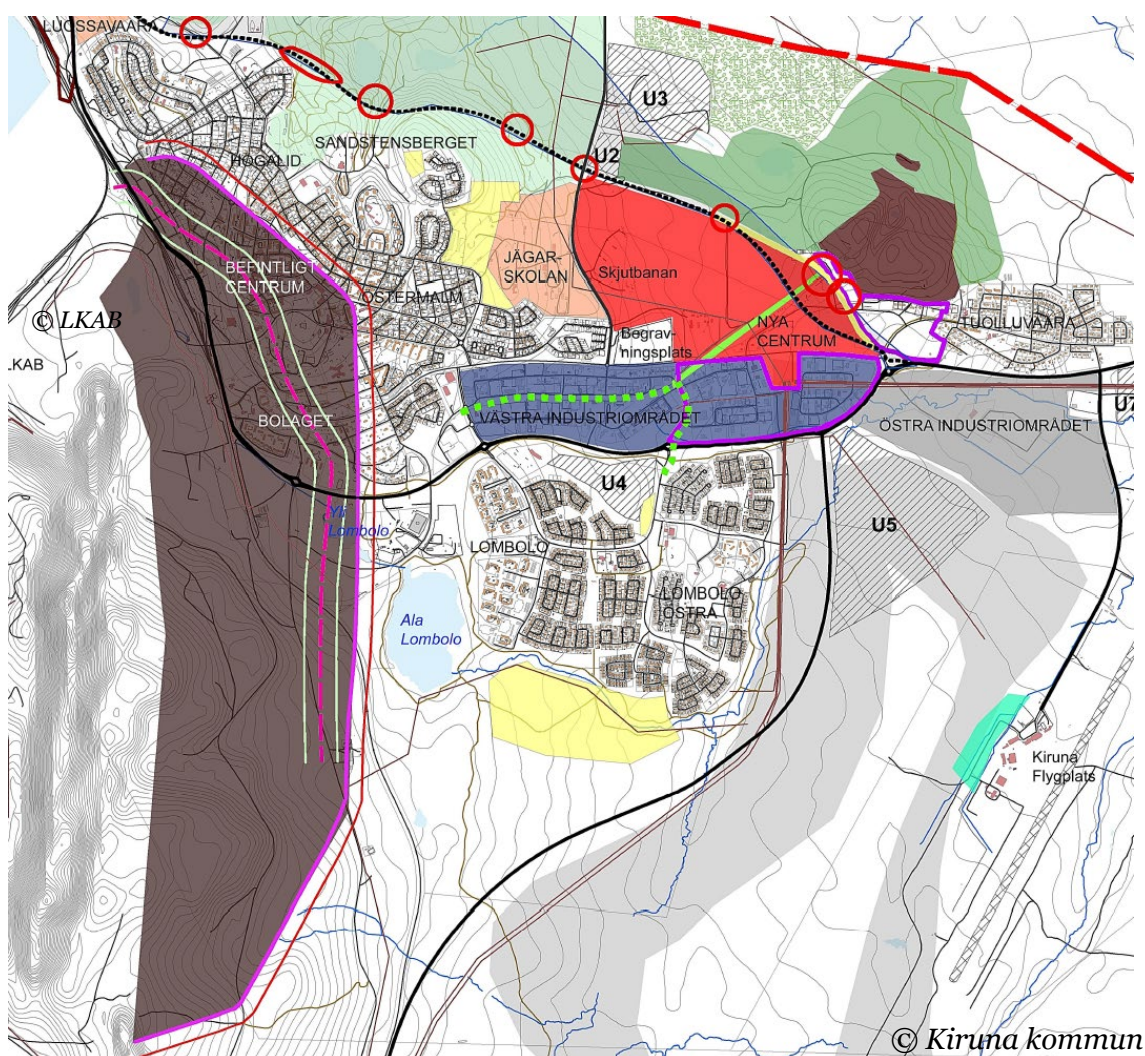 LUOSSAVAARA
U3
SANDSTENSBERGET
U2
HÖGALID
JÄGAR-
SKOLAN
Skjutbanan
BEFINTLIGT
CENTRUM
ÖSTERMALM
© LKAB
NYA
CENTRUM
TUOLLUVAARA
Begrav-
ningsplats
LKAB
U7
BOLAGET
VÄSTRA INDUSTRIOMRÅDET
ÖSTRA INDUSTRIOMRÅDET
U4
Yli
Lombolo
U5
LOMBOLO
LOMBOLO
ÖSTRA
Ala
Lombolo
Kiruna
Flygplats
© Kiruna kommun